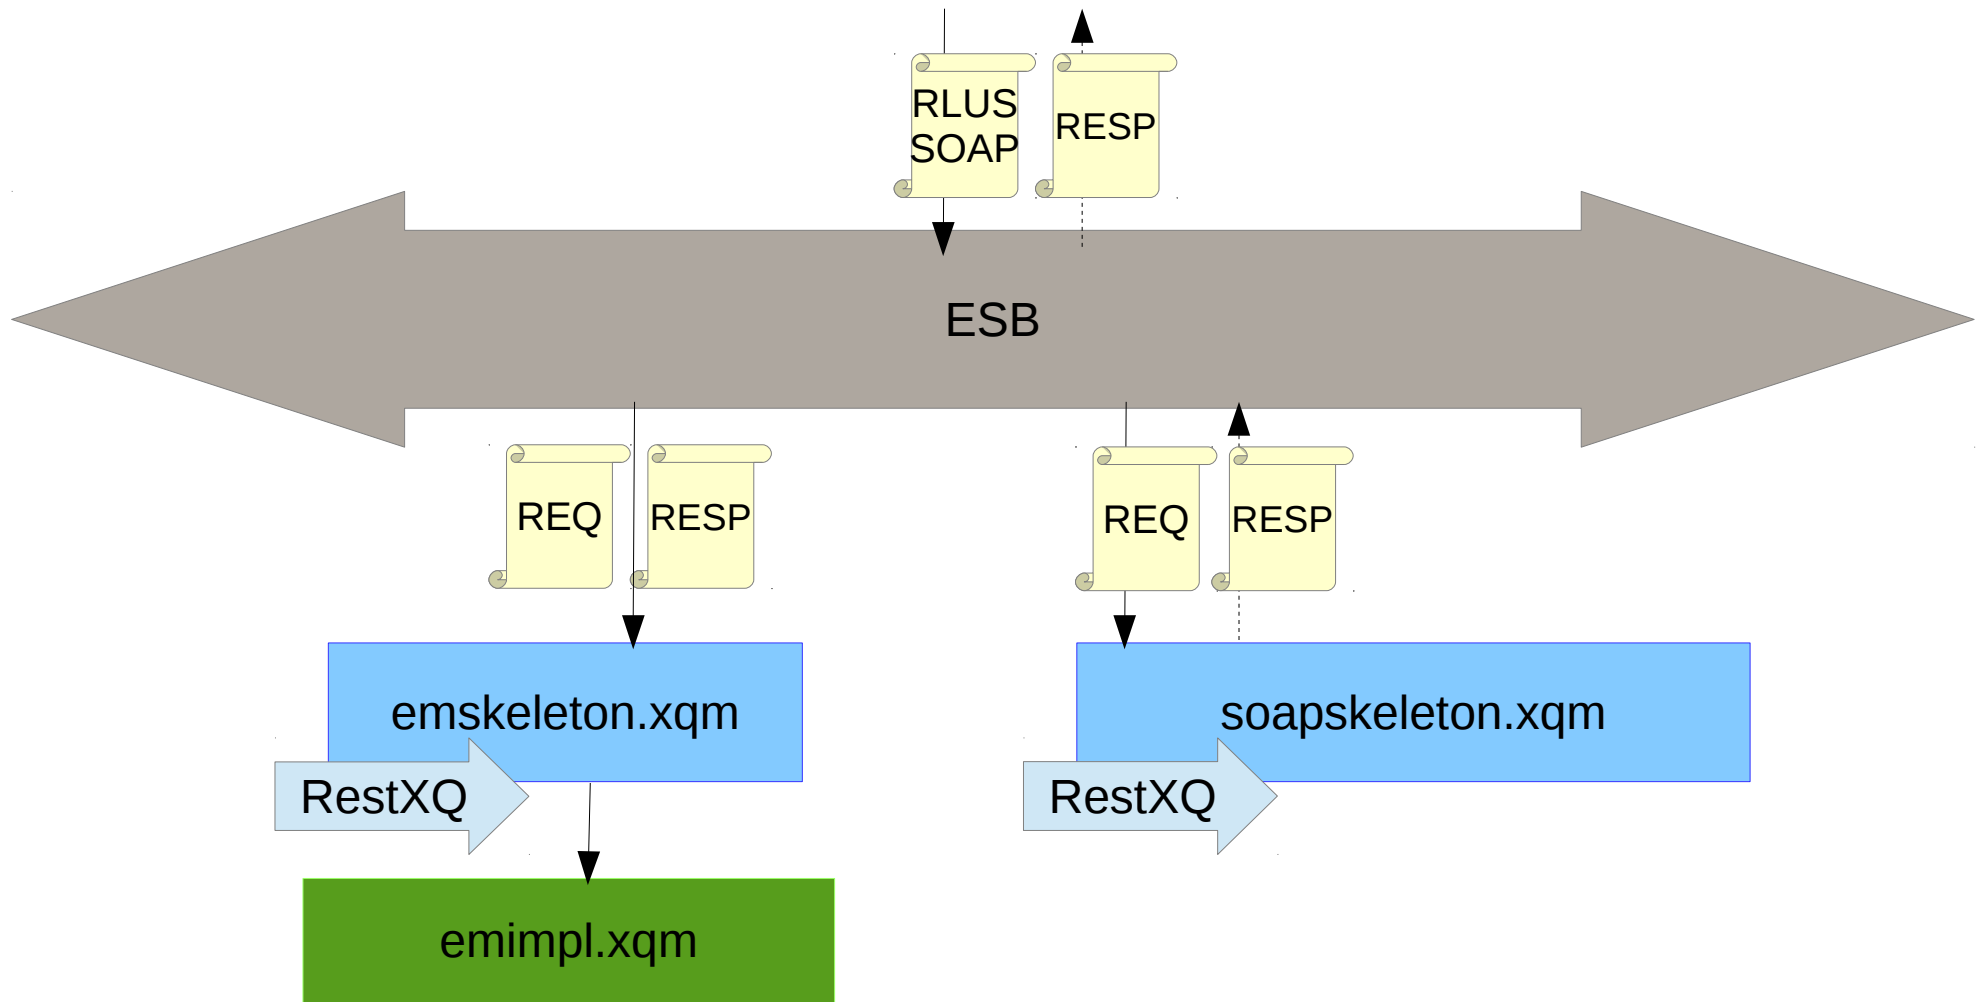 RLUS
SOAP
RESP
ESB
REQ
RESP
REQ
RESP
emskeleton.xqm
soapskeleton.xqm
RestXQ
RestXQ
emimpl.xqm